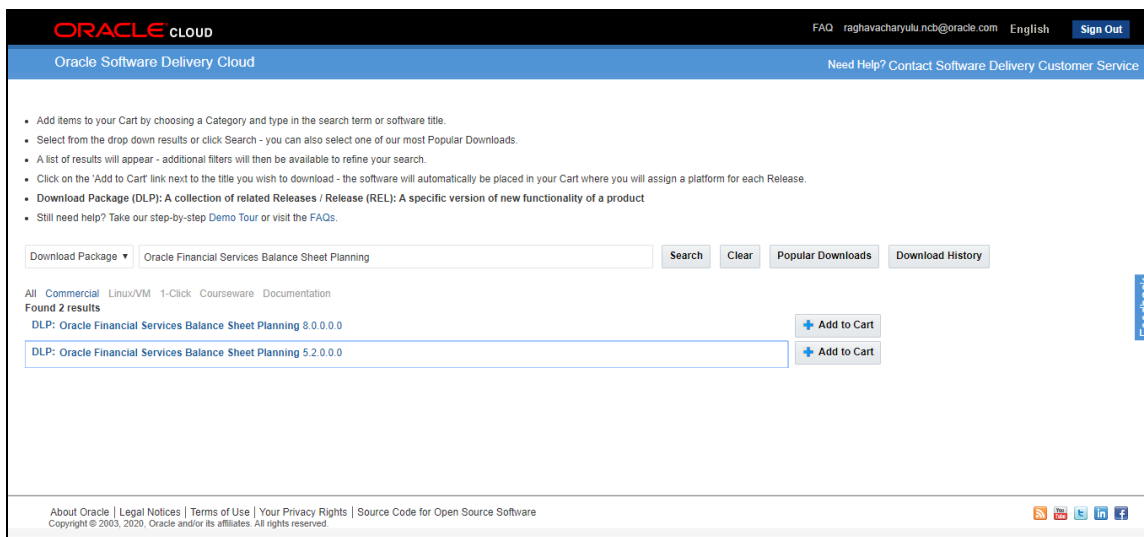 ORACLE CLOUD FAQ raghavacharyulu.ncb@oracle.com English Sign Out
Oracle Software Delivery Cloud Need Help? Contact Software Delivery Customer Service
• Add items to your Cart by choosing a Category and type in the search term or software title.
• Select from the drop down results or click Search - you can also select one of our most Popular Downloads.
• A list of results will appear - additional filters will then be available to refine your search.
• Click on the 'Add to Cart' link next to the title you wish to download - the software will automatically be placed in your Cart where you will assign a platform for each Release.
• Download Package (DLP): A collection of related Releases / Release (REL): A specific version of new functionality of a product
• Still need help? Take our step-by-step Demo Tour or visit the FAQs.
Download Package ▼ Oracle Financial Services Balance Sheet Planning Search Clear Popular Downloads Download History
All Commercial Linux/VM 1-Click Courseware Documentation
Found 2 results
DLP: Oracle Financial Services Balance Sheet Planning 8.0.0.0.0 + Add to Cart
DLP: Oracle Financial Services Balance Sheet Planning 5.2.0.0.0 + Add to Cart
About Oracle | Legal Notices | Terms of Use | Your Privacy Rights | Source Code for Open Source Software
Copyright © 2003, 2020, Oracle and/or its affiliates. All rights reserved.